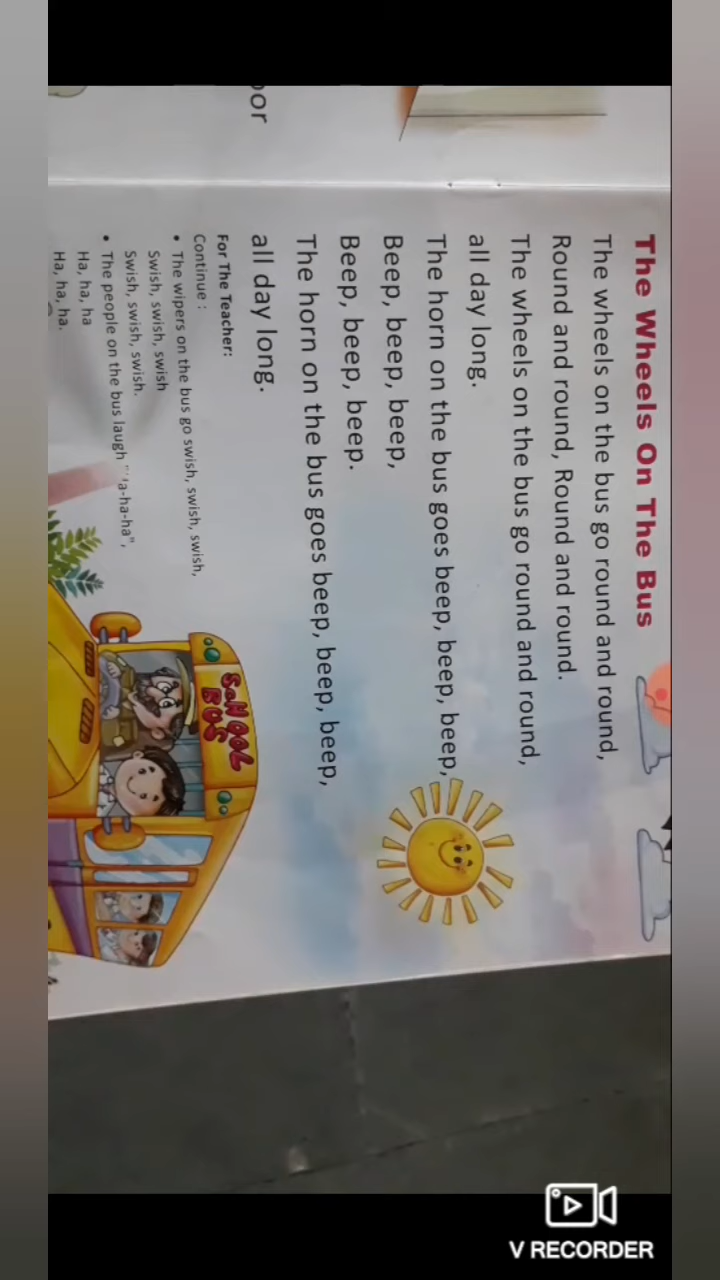 The Wheels On The Bus
The wheels on the bus go round and round,
Round and round, Round and round.
The wheels on the bus go round and round,
all day long.
The horn on the bus goes beep, beep, beep,
Beep, beep, beep,
Beep, beep, beep.
The horn on the bus goes beep, beep, beep,
all day long.
For The Teacher:
Continue :
• The wipers on the bus go swish, swish, swish,
Swish, swish, swish
Swish, swish, swish.
• The people on the bus laugh "Ha-ha-ha",
Ha, ha, ha
Ha, ha, ha.
SCHOOL
BUS
V RECORDER